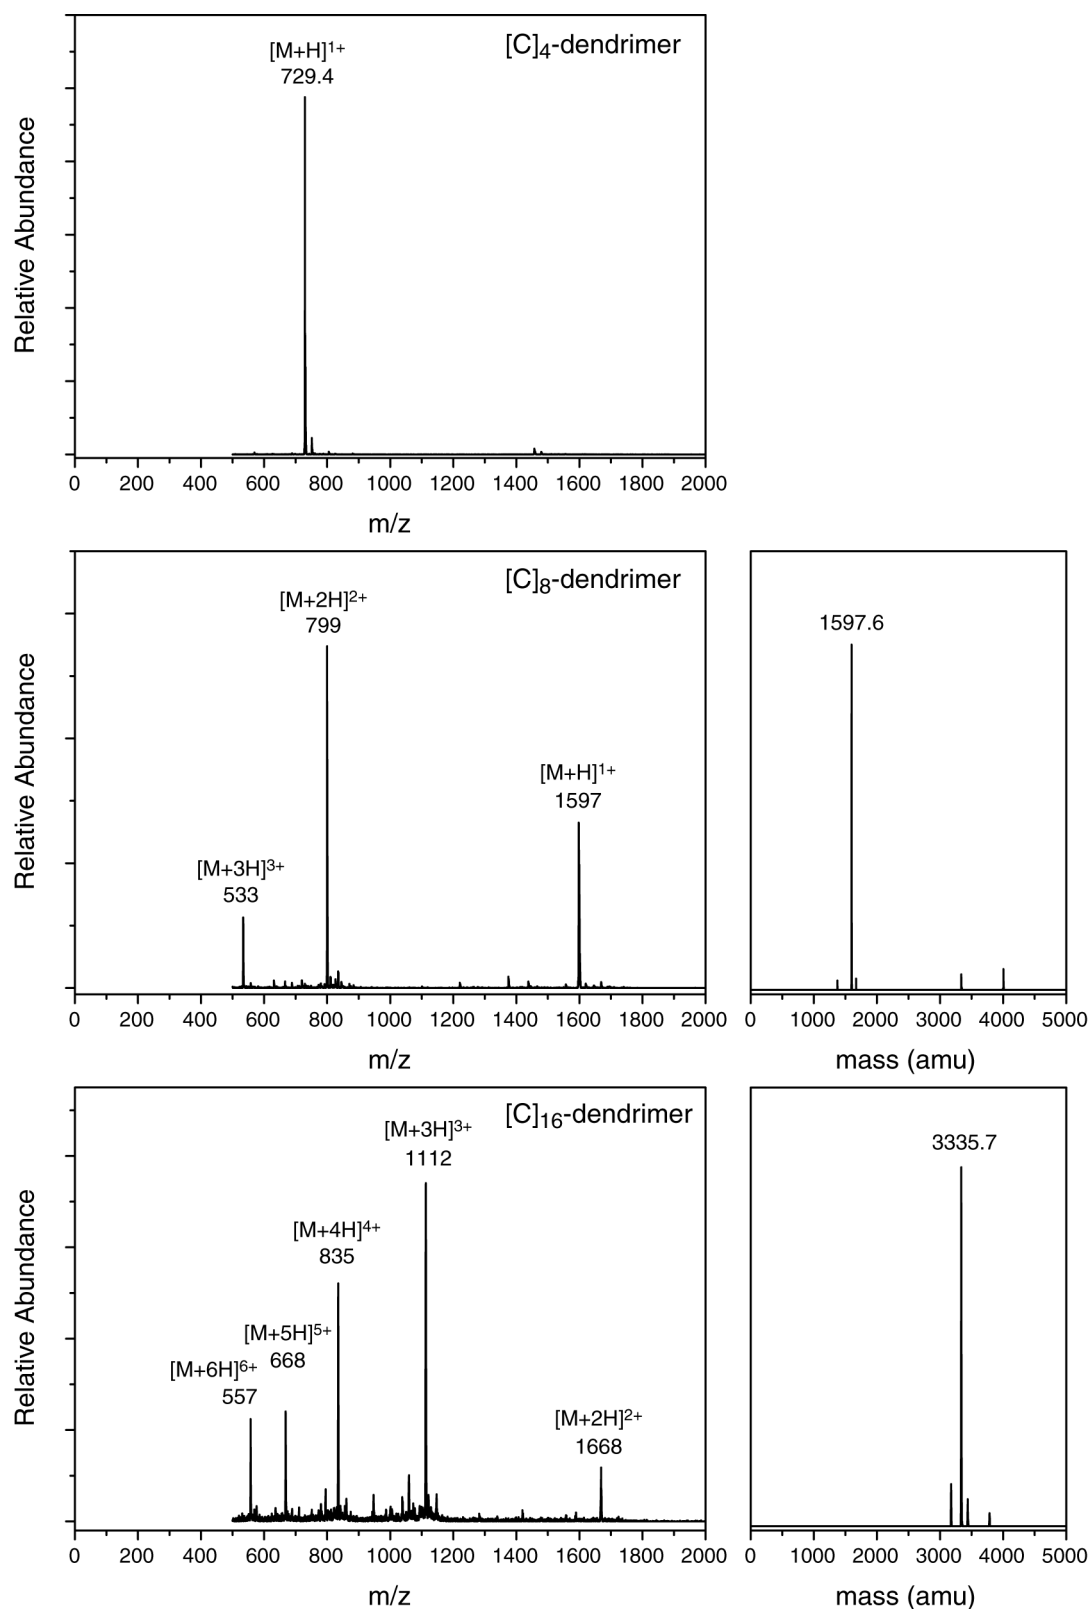 [C]4-dendrimer
[M+H]1+
729.4
Relative Abundance
0 200 400 600 800 1000 1200 1400 1600 1800 2000
m/z
[C]8-dendrimer
[M+2H]2+
799
[M+H]1+
1597
[M+3H]3+
533
Relative Abundance
0 200 400 600 800 1000 1200 1400 1600 1800 2000
m/z
1597.6
0 1000 2000 3000 4000 5000
mass (amu)
[C]16-dendrimer
[M+3H]3+
1112
[M+4H]4+
835
[M+5H]5+
668
[M+6H]6+
557
[M+2H]2+
1668
Relative Abundance
0 200 400 600 800 1000 1200 1400 1600 1800 2000
m/z
3335.7
0 1000 2000 3000 4000 5000
mass (amu)